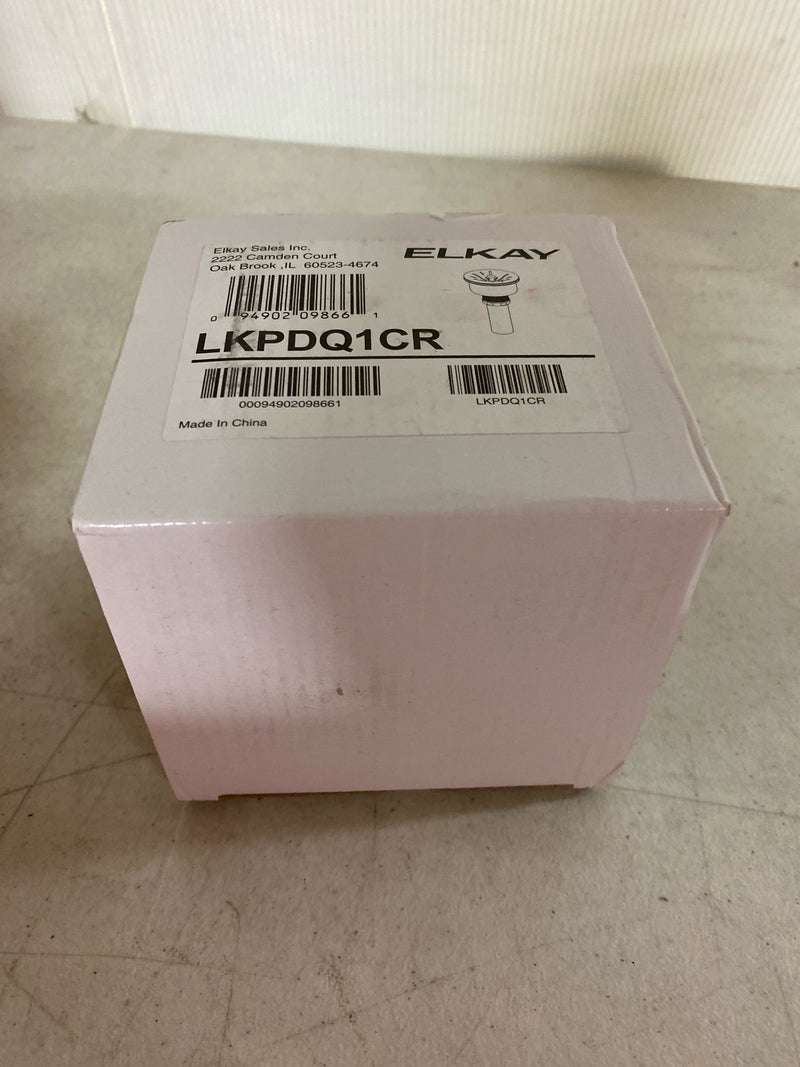 Elkay Sales Inc.
2222 Camden Court
Oak Brook ,IL 60523-4674
ELKAY
0 94902 09866 1
LKPDQ1CR
00094902098661
LKPDQ1CR
Made In China